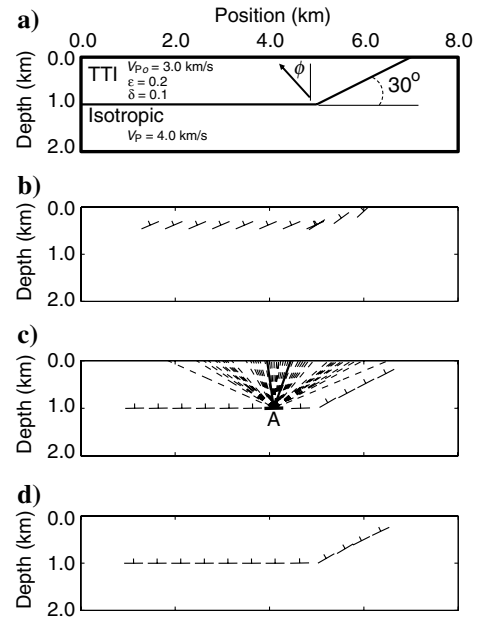 Position (km)
a)
0.0 2.0 4.0 6.0 8.0
Depth (km)
0.0
1.0
2.0
TTI
V_Po = 3.0 km/s
ε = 0.2
δ = 0.1
ϕ
30°
Isotropic
V_P = 4.0 km/s
b)
Depth (km)
0.0
1.0
2.0
c)
Depth (km)
0.0
1.0
2.0
A
d)
Depth (km)
0.0
1.0
2.0